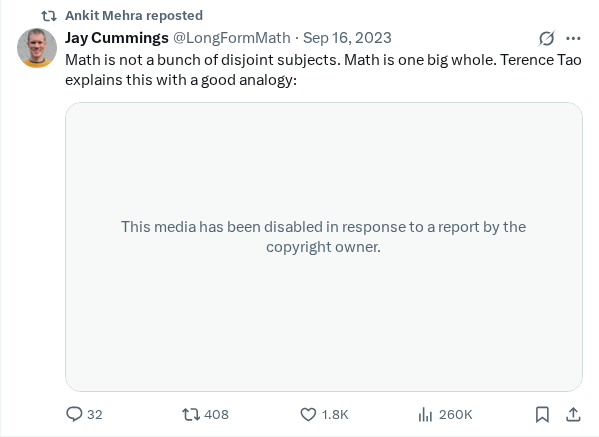 Ankit Mehra reposted
Jay Cummings @LongFormMath · Sep 16, 2023
Math is not a bunch of disjoint subjects. Math is one big whole. Terence Tao
explains this with a good analogy:
This media has been disabled in response to a report by the
copyright owner.
32 408 1.8K 260K